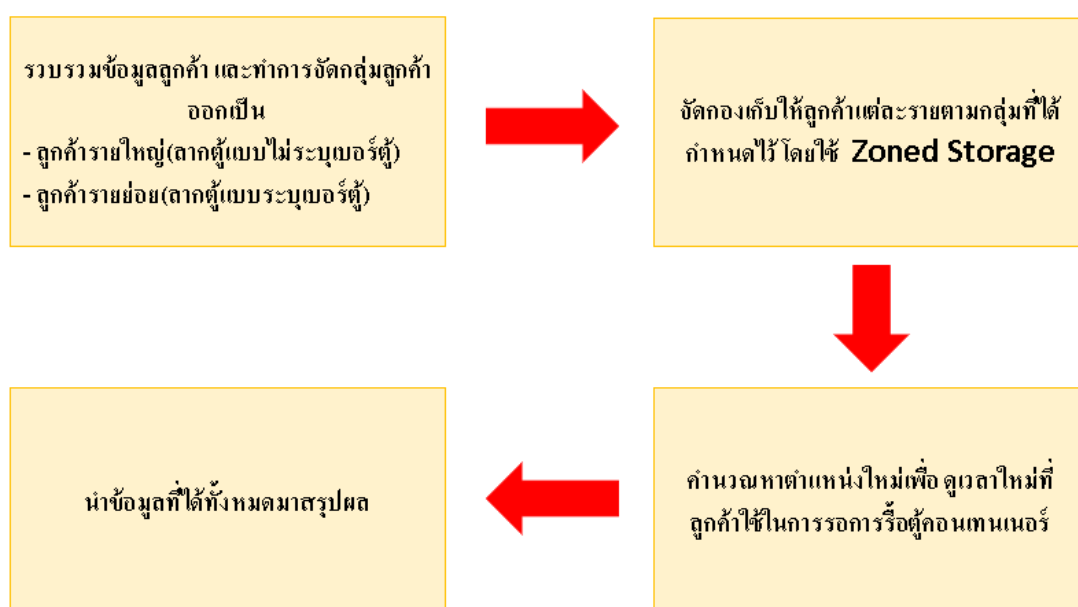 รวบรวมข้อมูลลูกค้า และทำการจัดกลุ่มลูกค้า
ออกเป็น
- ลูกค้ารายใหญ่(ลากตู้แบบไม่ระบุเบอร์ตู้)
- ลูกค้ารายย่อย(ลากตู้แบบระบุเบอร์ตู้)
จัดกองเก็บให้ลูกค้าแต่ละรายตามกลุ่มที่ได้
กำหนดไว้ โดยใช้ Zoned Storage
คำนวณหาตำแหน่งใหม่เพื่อ ดูเวลาใหม่ที่
ลูกค้าใช้ในการรอการรื้อตู้คอนเทนเนอร์
นำข้อมูลที่ได้ทั้งหมดมาสรุปผล